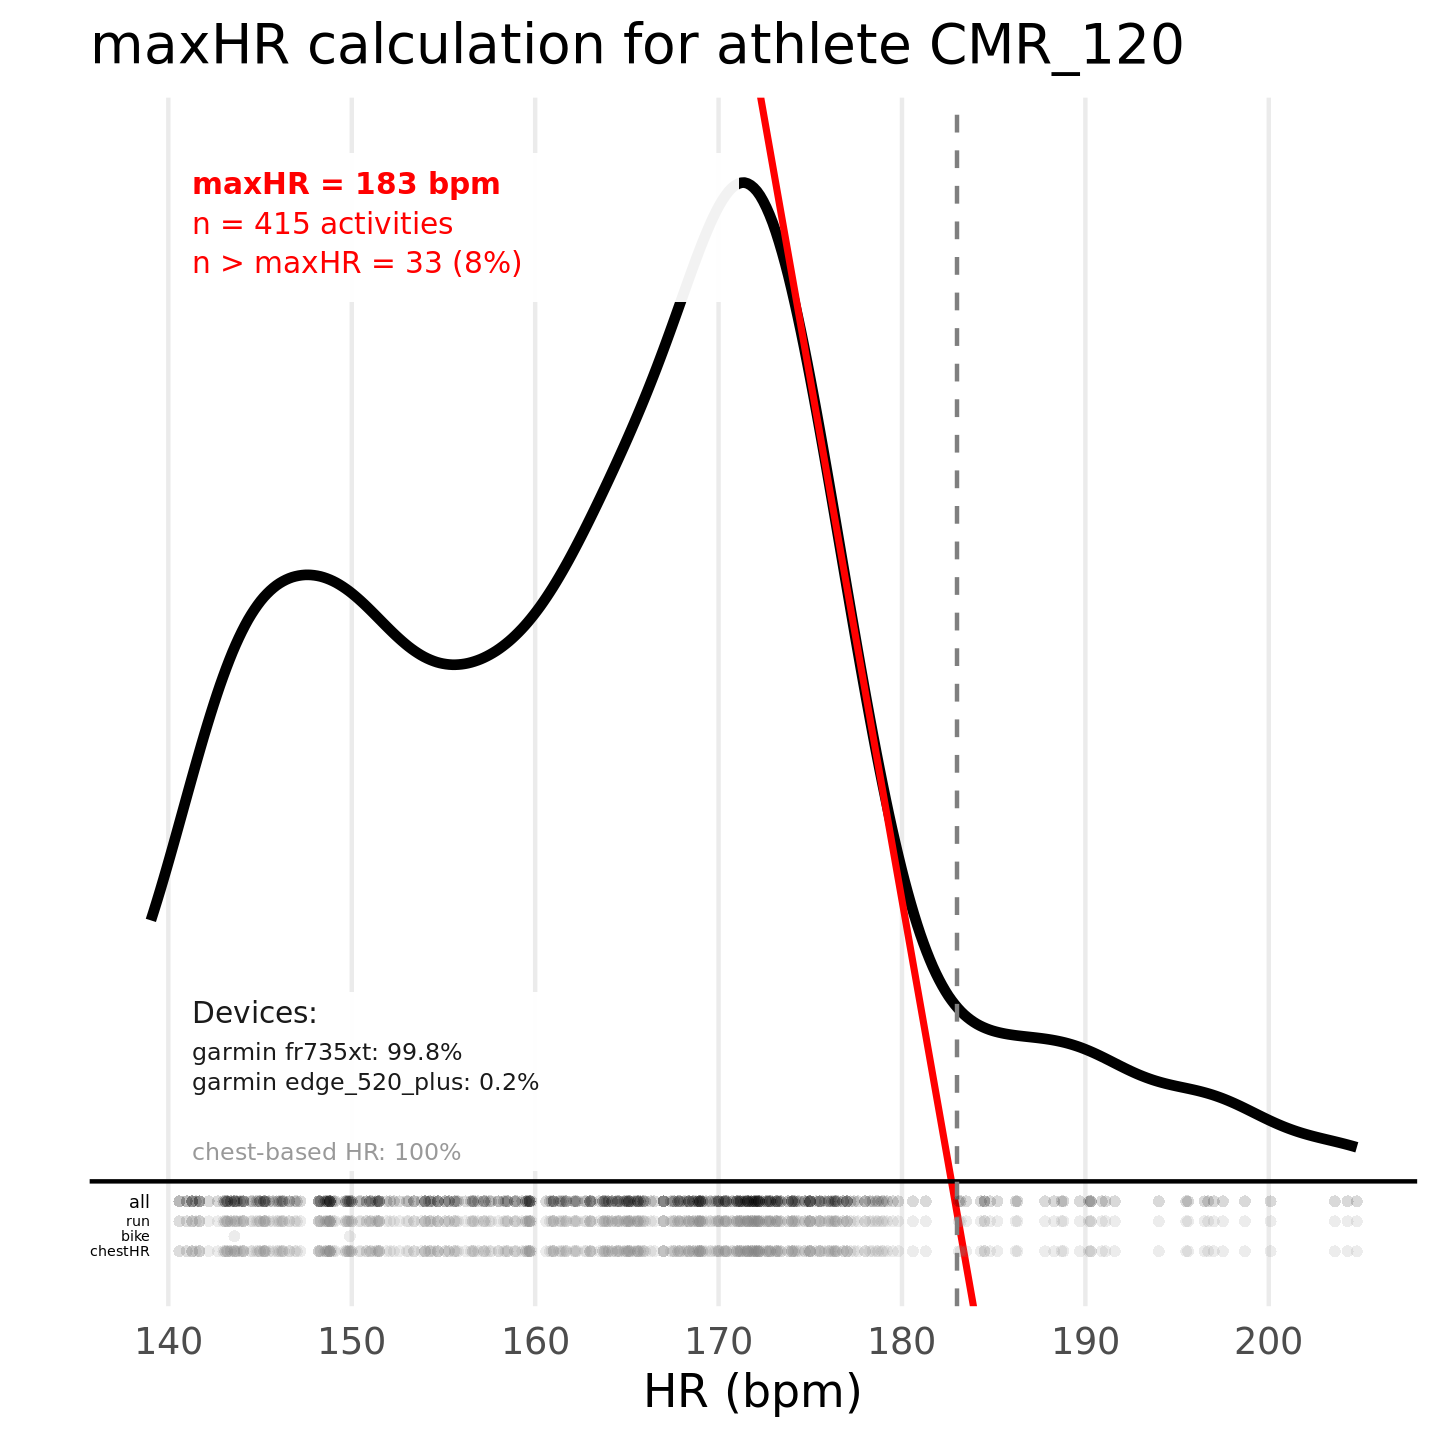 maxHR calculation for athlete CMR_120
maxHR = 183 bpm
n = 415 activities
n > maxHR = 33 (8%)
Devices:
garmin fr735xt: 99.8%
garmin edge_520_plus: 0.2%
chest-based HR: 100%
all
run
bike
chestHR
140 150 160 170 180 190 200
HR (bpm)